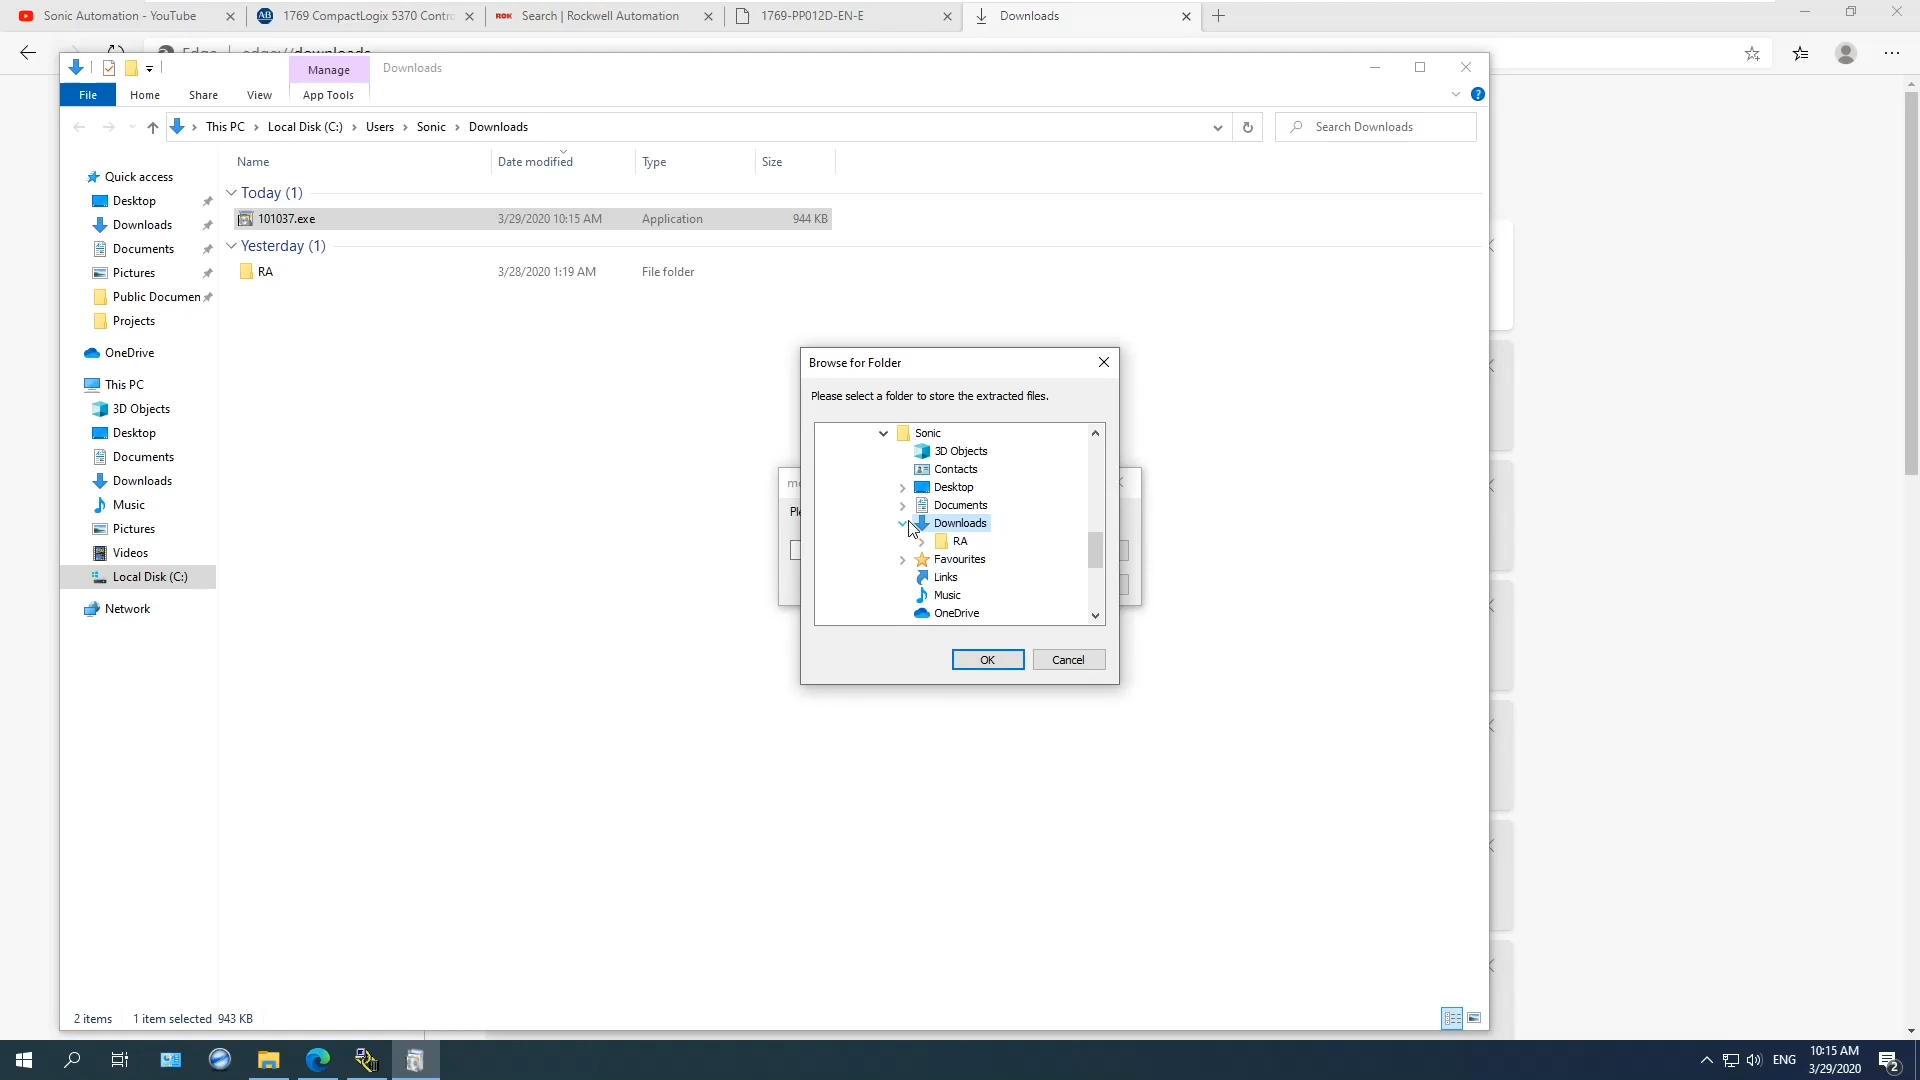 Sonic Automation - YouTube
1769 CompactLogix 5370 Contro
Search | Rockwell Automation
1769-PP012D-EN-E
Downloads
Manage
Downloads
File
Home
Share
View
App Tools
This PC
Local Disk (C:)
Users
Sonic
Downloads
Search Downloads
Name
Date modified
Type
Size
Today (1)
101037.exe
3/29/2020 10:15 AM
Application
944 KB
Yesterday (1)
RA
3/28/2020 1:19 AM
File folder
Quick access
Desktop
Downloads
Documents
Pictures
Public Documen
Projects
OneDrive
This PC
3D Objects
Desktop
Documents
Downloads
Music
Pictures
Videos
Local Disk (C:)
Network
Browse for Folder
Please select a folder to store the extracted files.
Sonic
3D Objects
Contacts
Desktop
Documents
Downloads
RA
Favourites
Links
Music
OneDrive
OK
Cancel
2 items
1 item selected 943 KB
ENG
10:15 AM
3/29/2020
2